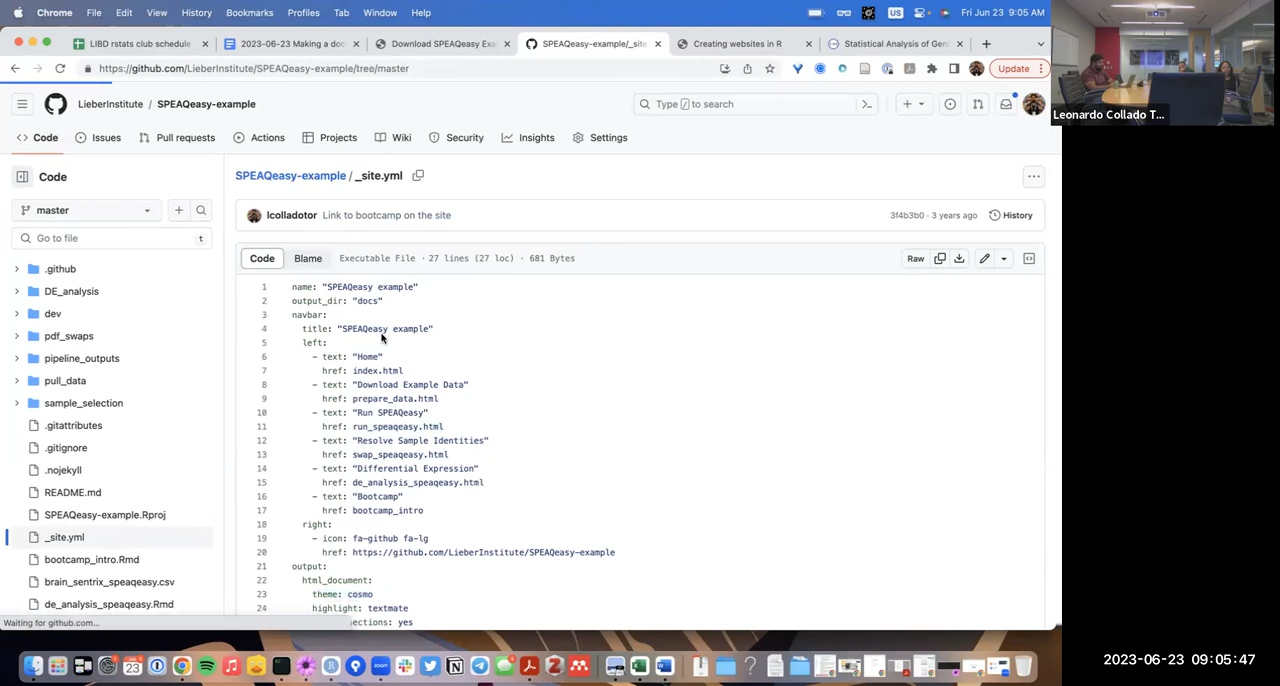 Chrome File Edit View History Bookmarks Profiles Tab Window Help US Fri Jun 23 9:05 AM
LIBD rstats club schedule 2023-06-23 Making a doc Download SPEAQeasy Exa SPEAQeasy-example/_site Creating websites in R Statistical Analysis of Gen
https://github.com/LieberInstitute/SPEAQeasy-example/tree/master Update
LieberInstitute / SPEAQeasy-example Type / to search
Leonardo Collado T...
Code Issues Pull requests Actions Projects Wiki Security Insights Settings
Code
SPEAQeasy-example / _site.yml
master
lcolladotor Link to bootcamp on the site 3f4b3b0 · 3 years ago History
Go to file t
Code Blame Executable File · 27 lines (27 loc) · 681 Bytes Raw
.github
DE_analysis
dev
pdf_swaps
pipeline_outputs
pull_data
sample_selection
.gitattributes
.gitignore
.nojekyll
README.md
SPEAQeasy-example.Rproj
_site.yml
bootcamp_intro.Rmd
brain_sentrix_speaqeasy.csv
de_analysis_speaqeasy.Rmd
1 name: "SPEAQeasy example"
2 output_dir: "docs"
3 navbar:
4 title: "SPEAQeasy example"
5 left:
6 - text: "Home"
7 href: index.html
8 - text: "Download Example Data"
9 href: prepare_data.html
10 - text: "Run SPEAQeasy"
11 href: run_speaqeasy.html
12 - text: "Resolve Sample Identities"
13 href: swap_speaqeasy.html
14 - text: "Differential Expression"
15 href: de_analysis_speaqeasy.html
16 - text: "Bootcamp"
17 href: bootcamp_intro
18 right:
19 - icon: fa-github fa-lg
20 href: https://github.com/LieberInstitute/SPEAQeasy-example
21 output:
22 html_document:
23 theme: cosmo
24 highlight: textmate
sections: yes
Waiting for github.com...
2023-06-23 09:05:47